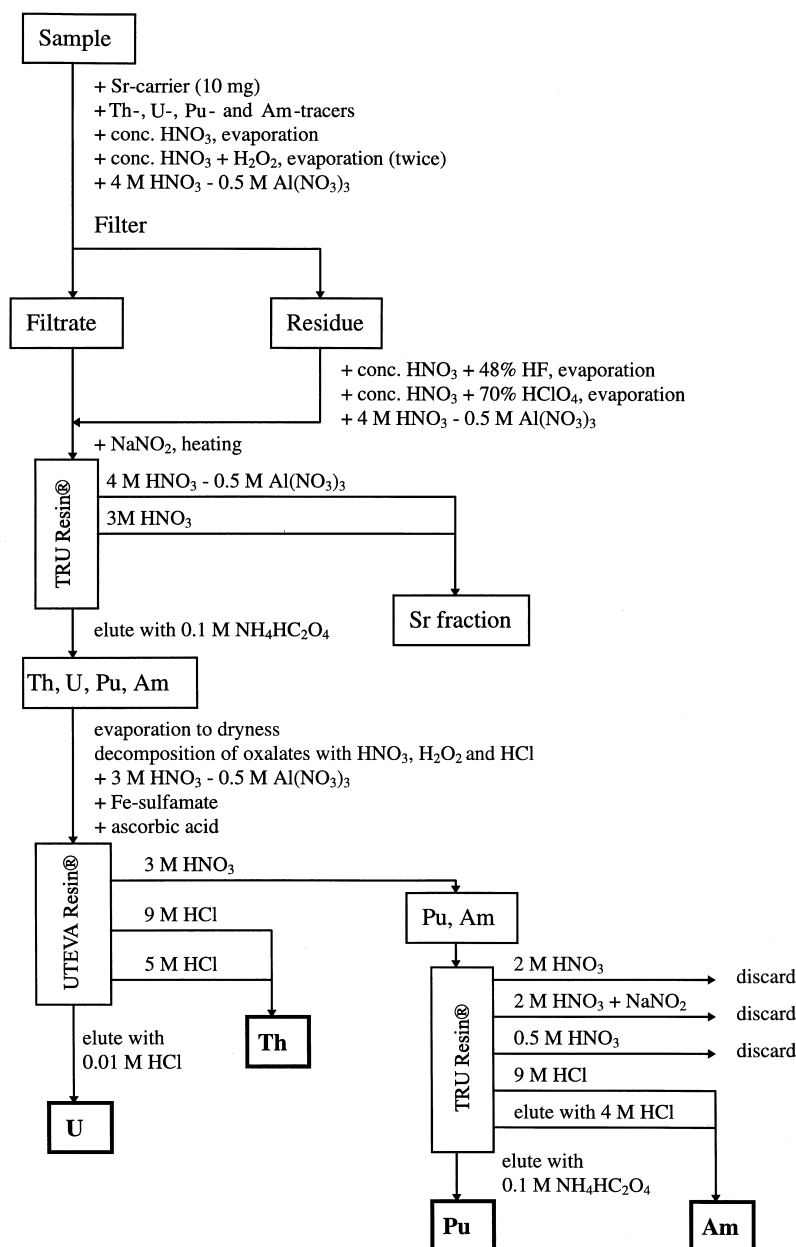 Sample
+ Sr-carrier (10 mg)
+ Th-, U-, Pu- and Am-tracers
+ conc. HNO₃, evaporation
+ conc. HNO₃ + H₂O₂, evaporation (twice)
+ 4 M HNO₃ - 0.5 M Al(NO₃)₃
Filter
Filtrate
Residue
+ conc. HNO₃ + 48% HF, evaporation
+ conc. HNO₃ + 70% HClO₄, evaporation
+ 4 M HNO₃ - 0.5 M Al(NO₃)₃
+ NaNO₂, heating
TRU Resin®
4 M HNO₃ - 0.5 M Al(NO₃)₃
3M HNO₃
Sr fraction
elute with 0.1 M NH₄HC₂O₄
Th, U, Pu, Am
evaporation to dryness
decomposition of oxalates with HNO₃, H₂O₂ and HCl
+ 3 M HNO₃ - 0.5 M Al(NO₃)₃
+ Fe-sulfamate
+ ascorbic acid
UTEVA Resin®
3 M HNO₃
9 M HCl
5 M HCl
Th
elute with
0.01 M HCl
U
Pu, Am
TRU Resin®
2 M HNO₃
discard
2 M HNO₃ + NaNO₂
discard
0.5 M HNO₃
discard
9 M HCl
elute with 4 M HCl
elute with
0.1 M NH₄HC₂O₄
Pu
Am